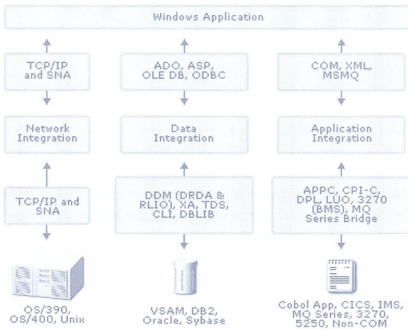 Windows Application
TCP/IP
and SNA
ADO, ASP,
OLE DB, ODBC
COM, XML,
MSMQ
Network
Integration
Data
Integration
Application
Integration
TCP/IP and
SNA
DDM (DRDA &
RLIO), XA, TDS,
CLI, DBLIB
APPC, CPI-C,
DPL, LUO, 3270
(BMS), MQ
Series Bridge
OS/390,
OS/400, Unix
VSAM, DB2,
Oracle, Sybase
Cobol App, CICS, IMS,
MQ Series, 3270,
5250, Non-COM